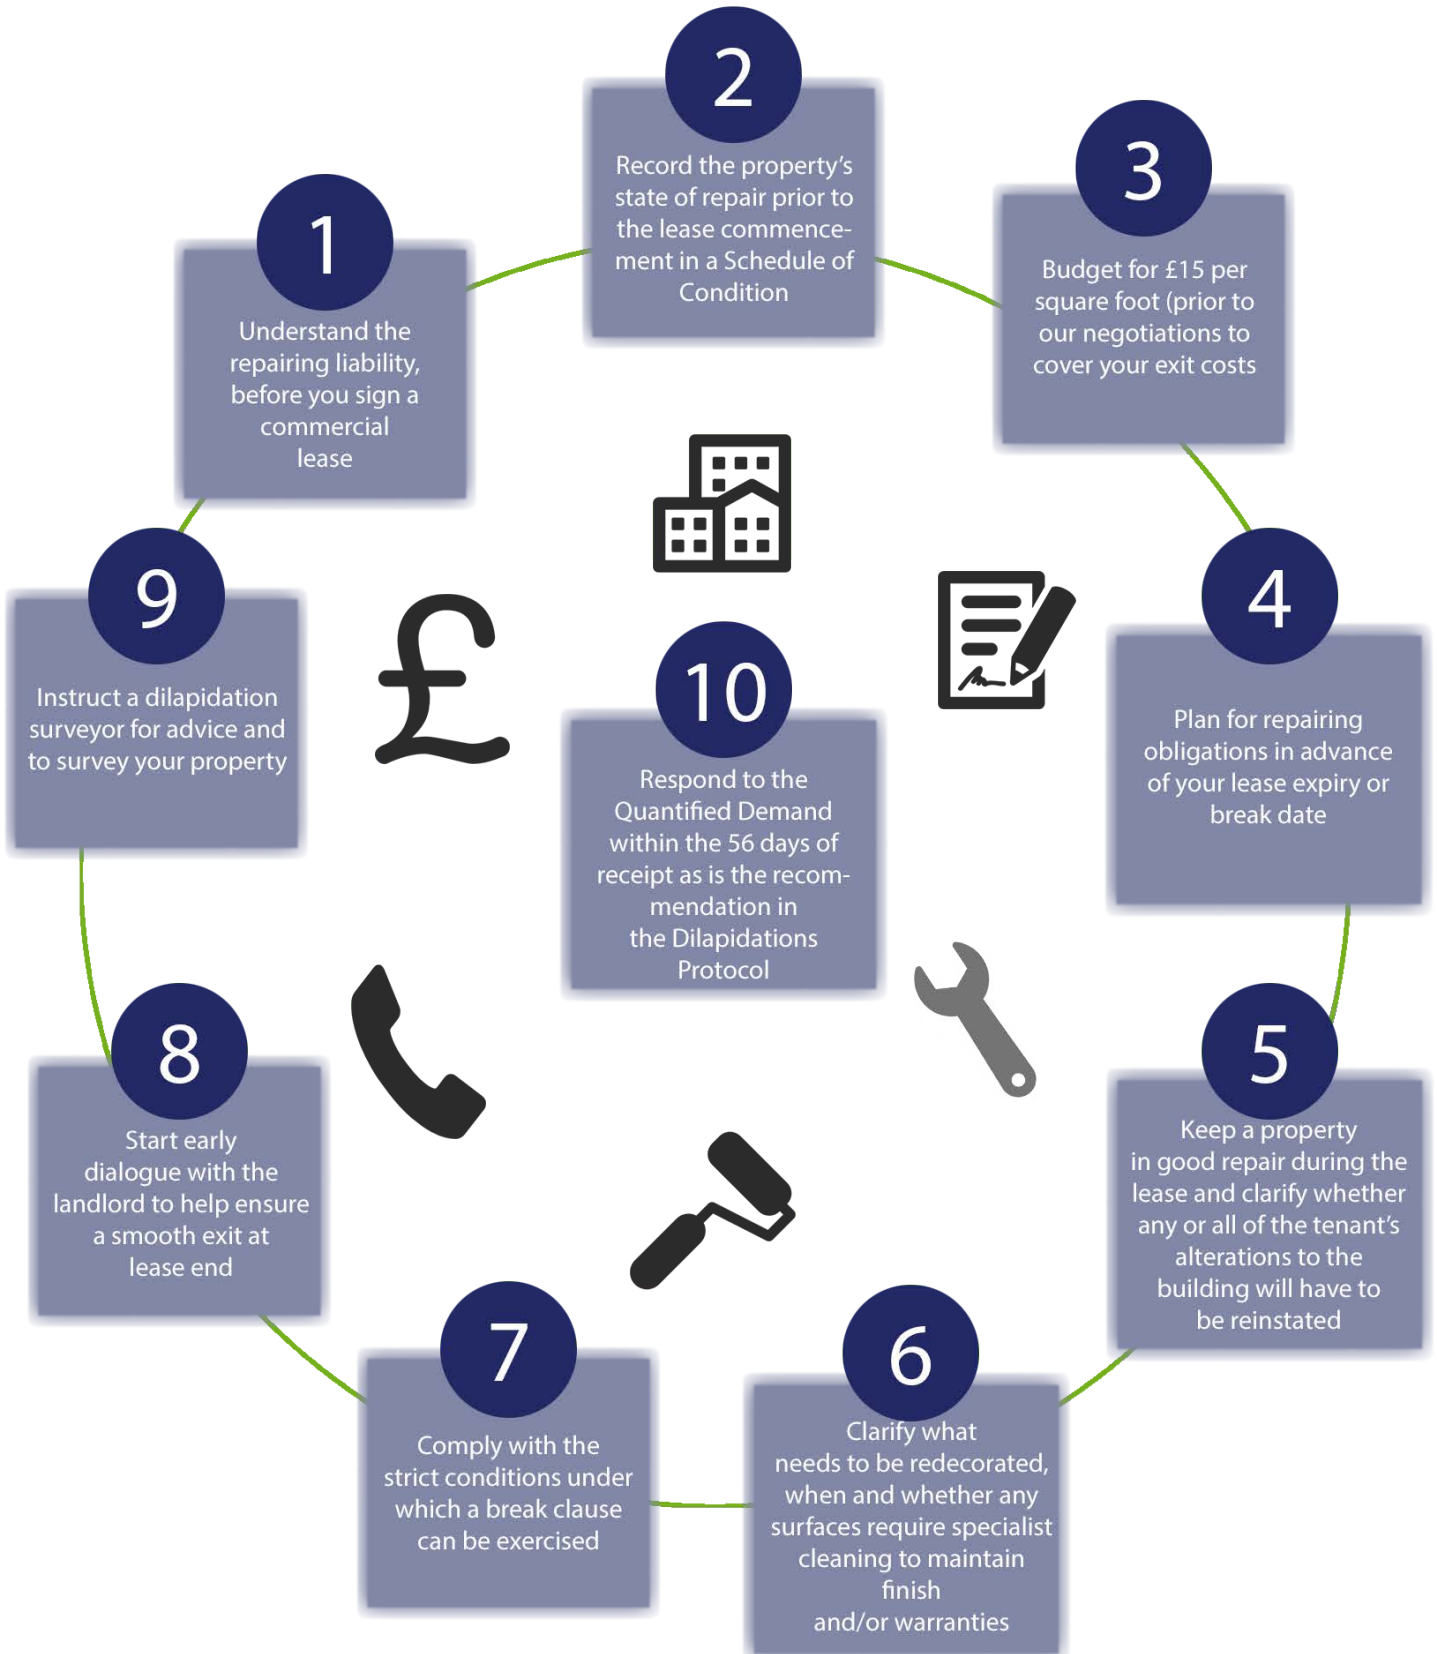 1
Understand the
repairing liability,
before you sign a
commercial
lease
2
Record the property's
state of repair prior to
the lease commence-
ment in a Schedule of
Condition
3
Budget for £15 per
square foot (prior to
our negotiations to
cover your exit costs
4
Plan for repairing
obligations in advance
of your lease expiry or
break date
5
Keep a property
in good repair during the
lease and clarify whether
any or all of the tenant's
alterations to the
building will have to
be reinstated
6
Clarify what
needs to be redecorated,
when and whether any
surfaces require specialist
cleaning to maintain
finish
and/or warranties
7
Comply with the
strict conditions under
which a break clause
can be exercised
8
Start early
dialogue with the
landlord to help ensure
a smooth exit at
lease end
9
Instruct a dilapidation
surveyor for advice and
to survey your property
10
Respond to the
Quantified Demand
within the 56 days of
receipt as is the recom-
mendation in
the Dilapidations
Protocol
£